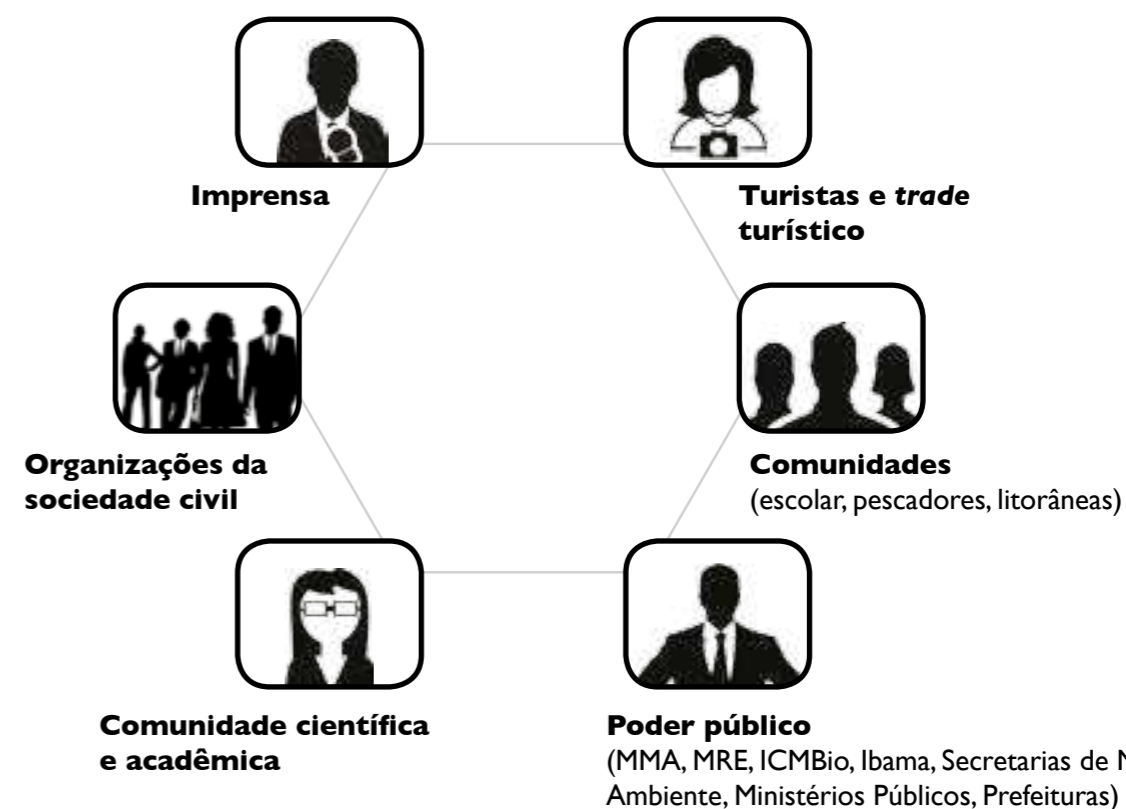 Imprensa
Turistas e trade
turístico
Organizações da
sociedade civil
Comunidades
(escolar, pescadores, litorâneas)
Comunidade científica
e acadêmica
Poder público
(MMA, MRE, ICMBio, Ibama, Secretarias de
Ambiente, Ministérios Públicos, Prefeituras)